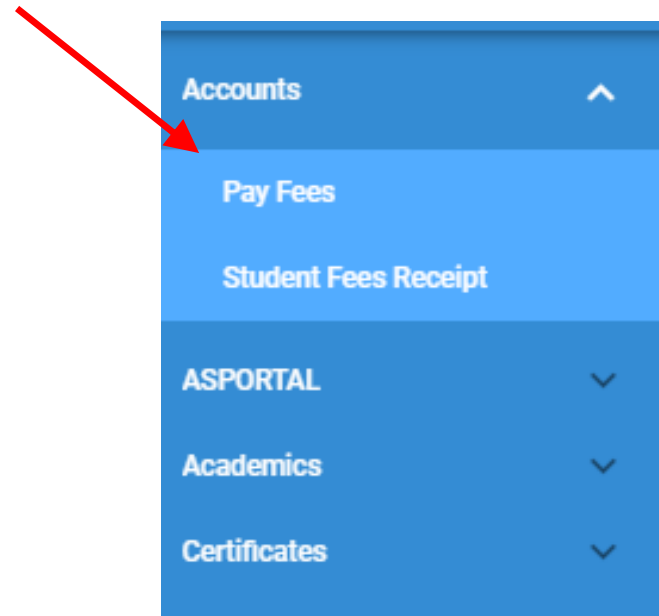 Accounts
Pay Fees
Student Fees Receipt
ASPORTAL
Academics
Certificates